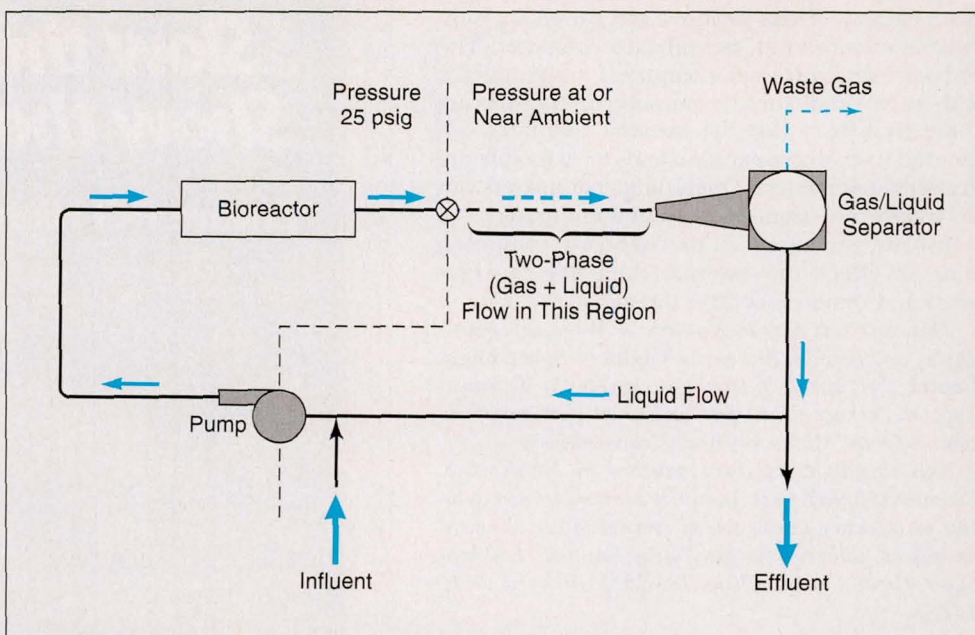 Pressure
25 psig
Pressure at or
Near Ambient
Waste Gas
Bioreactor
Gas/Liquid
Separator
Two-Phase
(Gas + Liquid)
Flow in This Region
Liquid Flow
Pump
Influent
Effluent